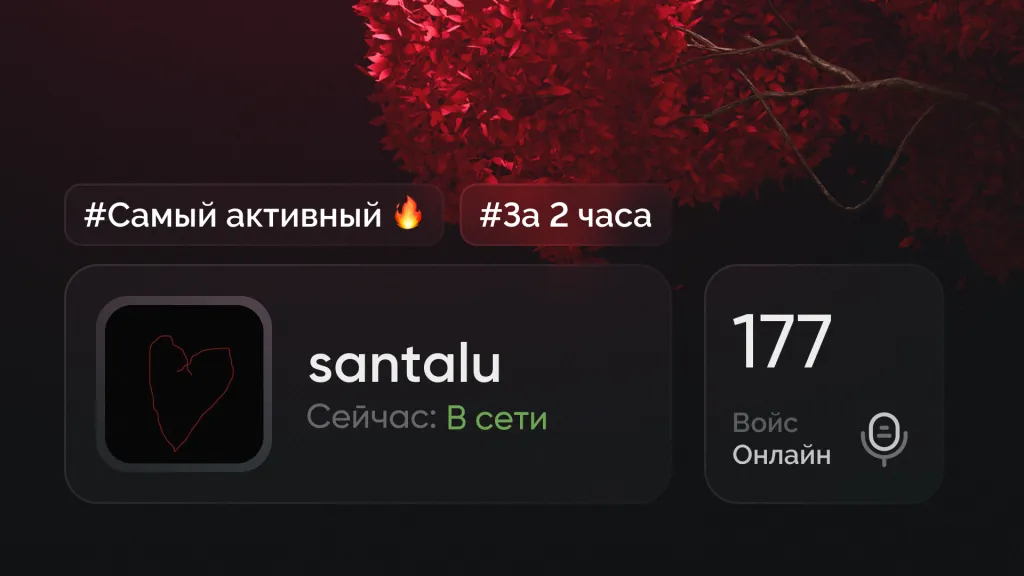 #Самый активный 🔥
#За 2 часа
santalu
Сейчас: В сети
177
Войс
Онлайн